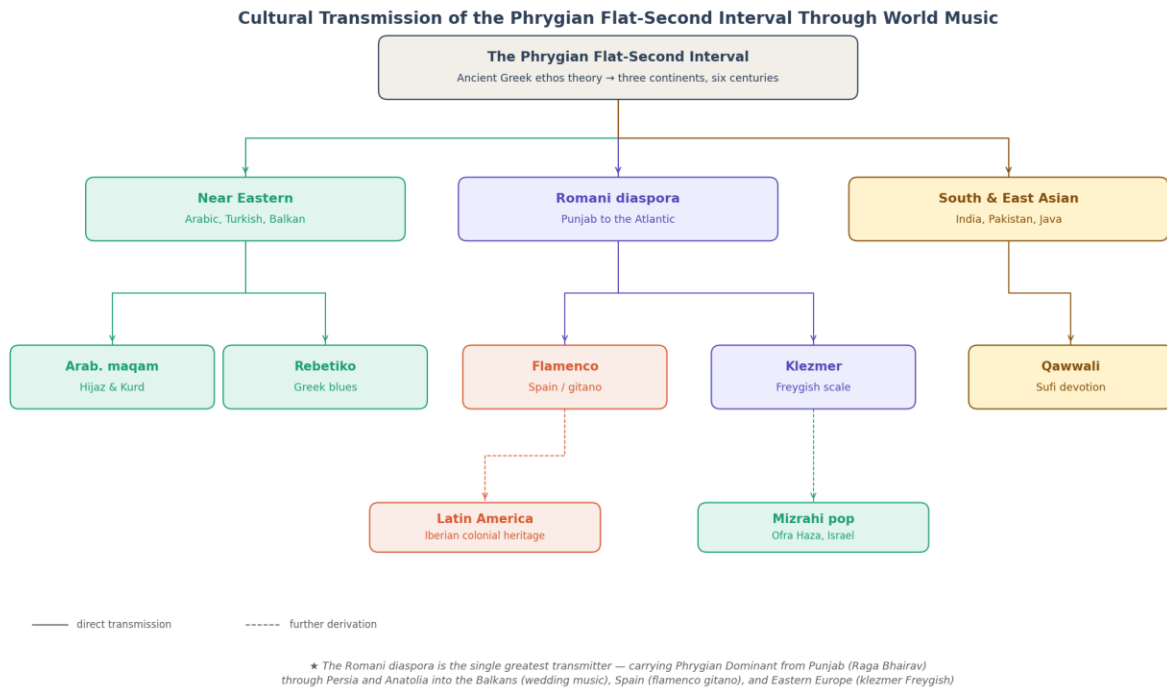 Cultural Transmission of the Phrygian Flat-Second Interval Through World Music
The Phrygian Flat-Second Interval
Ancient Greek ethos theory → three continents, six centuries
Near Eastern
Arabic, Turkish, Balkan
Romani diaspora
Punjab to the Atlantic
South & East Asian
India, Pakistan, Java
Arab. maqam
Hijaz & Kurd
Rebetiko
Greek blues
Flamenco
Spain / gitano
Klezmer
Freygish scale
Qawwali
Sufi devotion
Latin America
Iberian colonial heritage
Mizrahi pop
Ofra Haza, Israel
direct transmission
further derivation
★ The Romani diaspora is the single greatest transmitter — carrying Phrygian Dominant from Punjab (Raga Bhairav)
through Persia and Anatolia into the Balkans (wedding music), Spain (flamenco gitano), and Eastern Europe (klezmer Freygish)